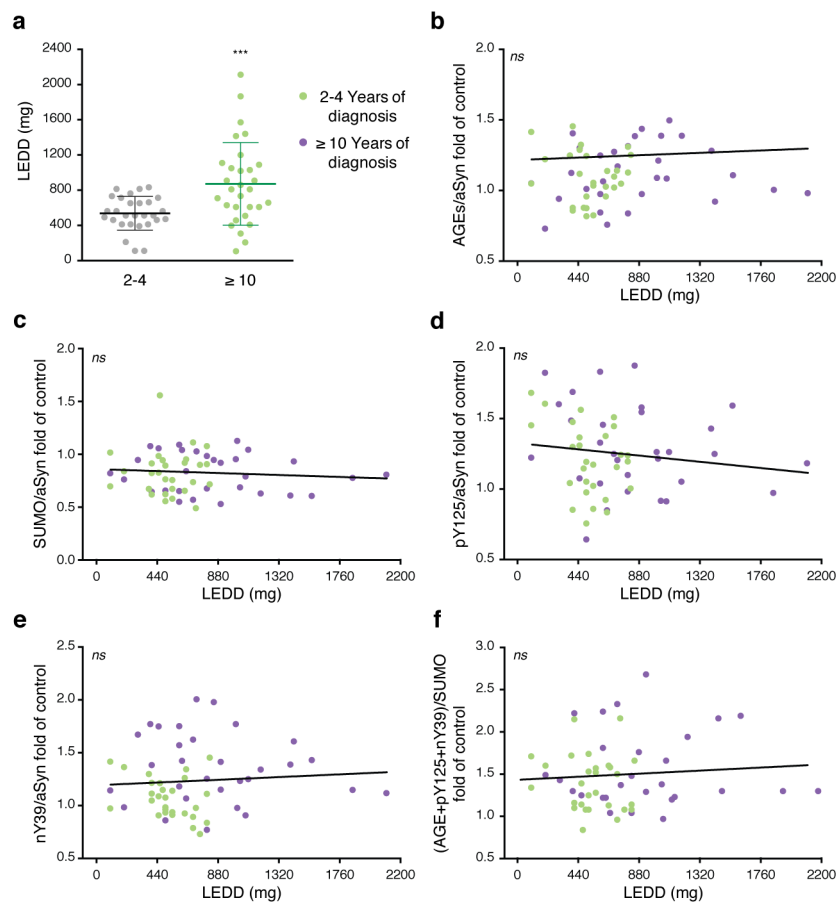 a
***
2400
2000
1600
1200
800
400
0
LEDD (mg)
2-4
≥ 10
2-4 Years of
diagnosis
≥ 10 Years of
diagnosis
b
ns
2.0
1.5
1.0
0.5
AGEs/aSyn fold of control
0 440 880 1320 1760 2200
LEDD (mg)
c
ns
2.0
1.5
1.0
0.5
0.0
SUMO/aSyn fold of control
0 440 880 1320 1760 2200
LEDD (mg)
d
ns
2.0
1.5
1.0
0.5
pY125/aSyn fold of control
0 440 880 1320 1760 2200
LEDD (mg)
e
ns
2.5
2.0
1.5
1.0
0.5
nY39/aSyn fold of control
0 440 880 1320 1760 2200
LEDD (mg)
f
ns
3.0
2.5
2.0
1.5
1.0
0.5
(AGE+pY125+nY39)/SUMO
fold of control
0 440 880 1320 1760 2200
LEDD (mg)